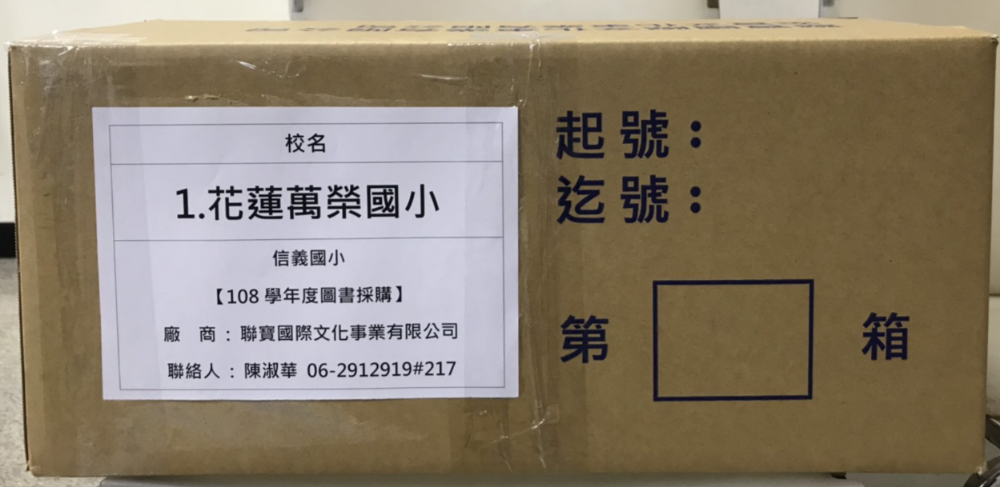 校名
1.花蓮萬榮國小
信義國小
【108 學年度圖書採購】
廠 商：聯寶國際文化事業有限公司
聯絡人：陳淑華 06-2912919#217
起號：
迄號：
第 箱